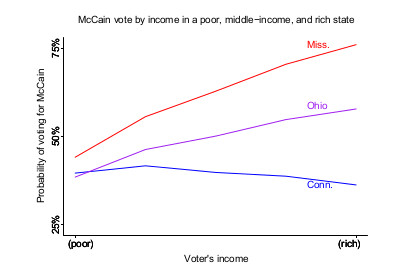 McCain vote by income in a poor, middle−income, and rich state
Probability of voting for McCain
75%
50%
25%
Miss.
Ohio
Conn.
(poor)
(rich)
Voter's income